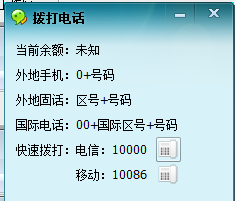 拨打电话
当前余额：未知
外地手机：0+号码
外地固话：区号+号码
国际电话：00+国际区号+号码
快速拨打：电信：10000
移动：10086